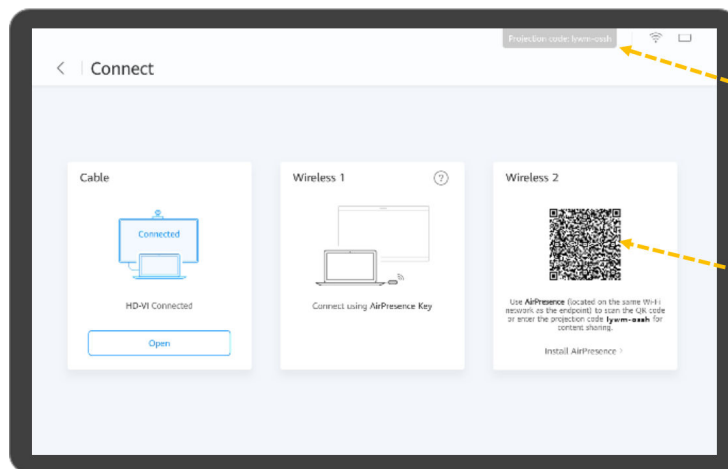 Projection code: lywm-ossh
Connect
Cable
Connected
HD-VI Connected
Open
Wireless 1
?
Connect using AirPresence Key
Wireless 2
Use AirPresence (located on the same Wi-Fi
network as the endpoint) to scan the QR code
or enter the projection code lywm-ossh for
content sharing.
Install AirPresence >